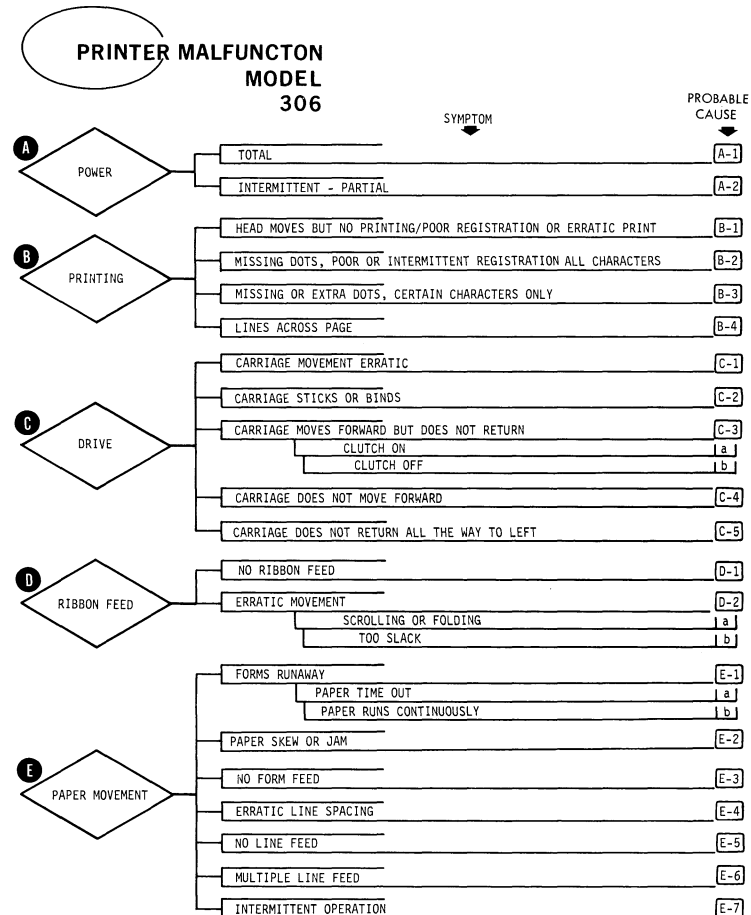 PRINTER MALFUNCTON
MODEL
306
SYMPTOM
PROBABLE
CAUSE
A
POWER
TOTAL A-1
INTERMITTENT - PARTIAL A-2
B
PRINTING
HEAD MOVES BUT NO PRINTING/POOR REGISTRATION OR ERRATIC PRINT B-1
MISSING DOTS, POOR OR INTERMITTENT REGISTRATION ALL CHARACTERS B-2
MISSING OR EXTRA DOTS, CERTAIN CHARACTERS ONLY B-3
LINES ACROSS PAGE B-4
C
DRIVE
CARRIAGE MOVEMENT ERRATIC C-1
CARRIAGE STICKS OR BINDS C-2
CARRIAGE MOVES FORWARD BUT DOES NOT RETURN C-3
CLUTCH ON a
CLUTCH OFF b
CARRIAGE DOES NOT MOVE FORWARD C-4
CARRIAGE DOES NOT RETURN ALL THE WAY TO LEFT C-5
D
RIBBON FEED
NO RIBBON FEED D-1
ERRATIC MOVEMENT D-2
SCROLLING OR FOLDING a
TOO SLACK b
E
PAPER MOVEMENT
FORMS RUNAWAY E-1
PAPER TIME OUT a
PAPER RUNS CONTINUOUSLY b
PAPER SKEW OR JAM E-2
NO FORM FEED E-3
ERRATIC LINE SPACING E-4
NO LINE FEED E-5
MULTIPLE LINE FEED E-6
INTERMITTENT OPERATION E-7